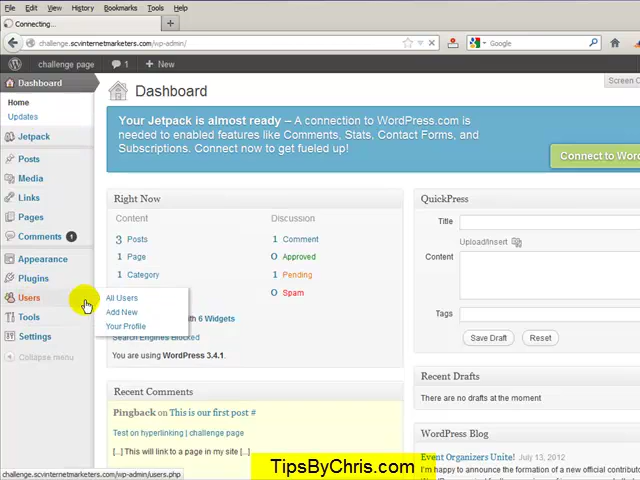 File Edit View History Bookmarks Tools Help
Connecting...
challenge.scvinternetmarketers.com/wp-admin/
Google
challenge page 1 + New
Dashboard
Home
Updates
Jetpack
Posts
Media
Links
Pages
Comments 1
Appearance
Plugins
Users
Tools
Settings
Collapse menu
All Users
Add New
Your Profile
Screen
Dashboard
Your Jetpack is almost ready – A connection to WordPress.com is
needed to enabled features like Comments, Stats, Contact Forms, and
Subscriptions. Connect now to get fueled up!
Connect to Wor
Right Now
Content Discussion
3 Posts 1 Comment
1 Page 0 Approved
1 Category 1 Pending
0 Spam
with 6 Widgets
Search Engines Blocked
You are using WordPress 3.4.1.
Recent Comments
Pingback on This is our first post #
Test on hyperlinking | challenge page
[...] This will link to a page in my site [...]
QuickPress
Title
Upload/Insert
Content
Tags
Save Draft Reset
Recent Drafts
There are no drafts at the moment
WordPress Blog
Event Organizers Unite! July 13, 2012
I'm happy to announce the formation of a new official contributor
challenge.scvinternetmarketers.com/wp-admin/users.php
TipsByChris.com